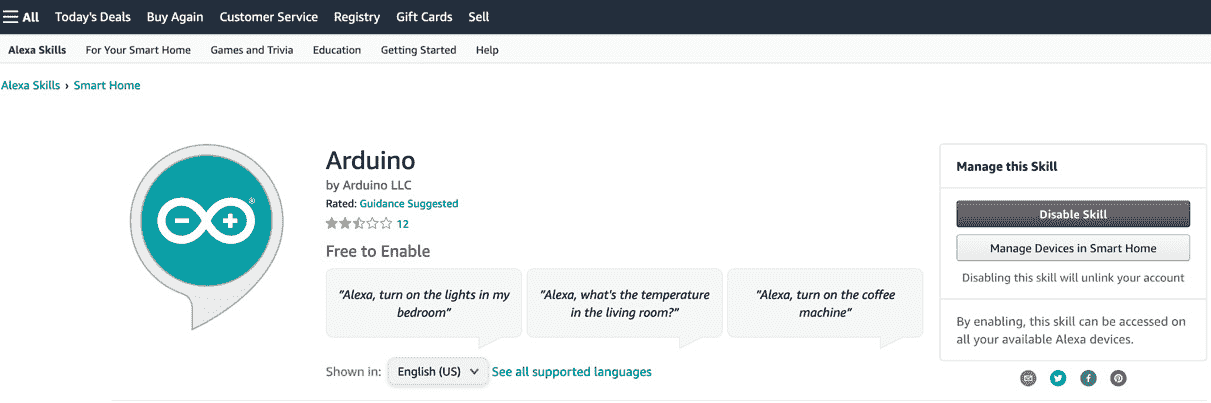 All Today's Deals Buy Again Customer Service Registry Gift Cards Sell
Alexa Skills For Your Smart Home Games and Trivia Education Getting Started Help
Alexa Skills › Smart Home
Arduino
by Arduino LLC
Rated: Guidance Suggested
12
Free to Enable
"Alexa, turn on the lights in my
bedroom"
"Alexa, what's the temperature
in the living room?"
"Alexa, turn on the coffee
machine"
Shown in: English (US) See all supported languages
Manage this Skill
Disable Skill
Manage Devices in Smart Home
Disabling this skill will unlink your account
By enabling, this skill can be accessed on
all your available Alexa devices.